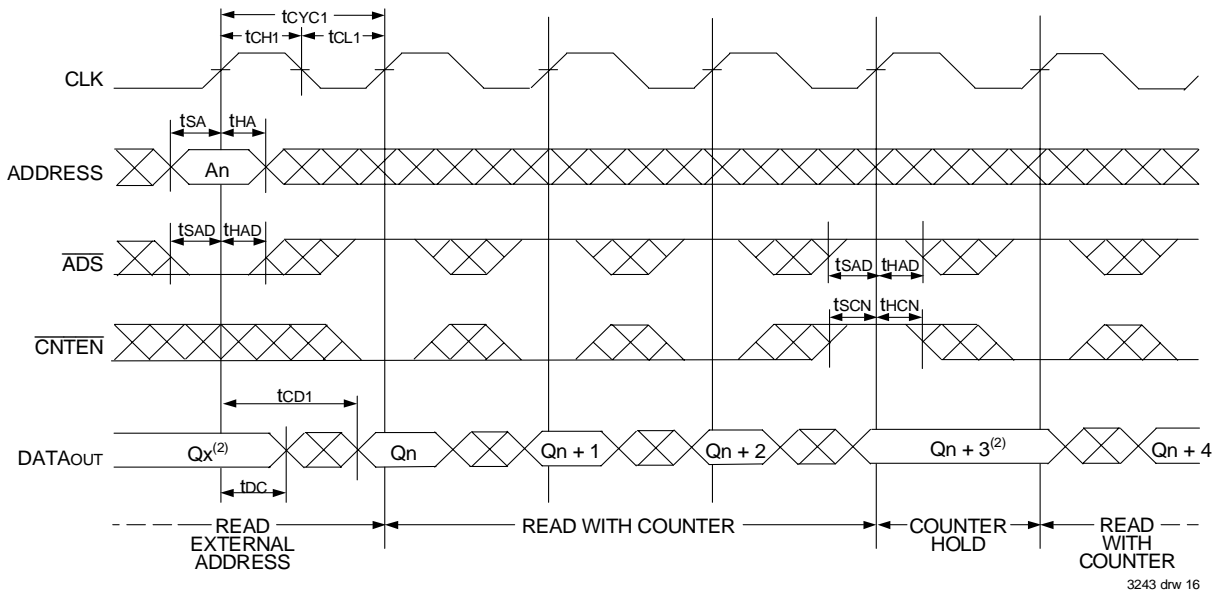 tCYC1
tCH1 tCL1
CLK
tSA tHA
ADDRESS An
tSAD tHAD
ADS
tSAD tHAD
tSCN tHCN
CNTEN
tCD1
DATAOUT Qx(2) Qn Qn + 1 Qn + 2 Qn + 3(2) Qn + 4
tDC
READ EXTERNAL ADDRESS
READ WITH COUNTER
COUNTER HOLD
READ WITH COUNTER
3243 drw 16